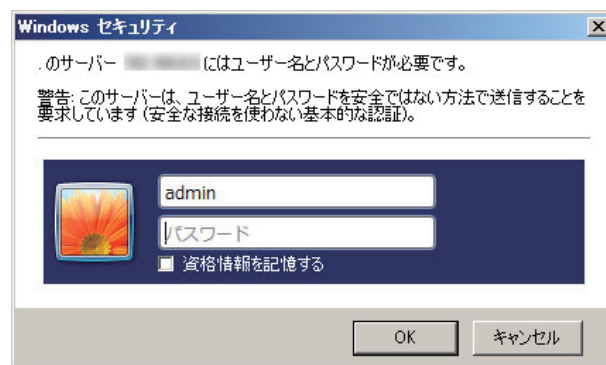 Windows セキュリティ
. のサーバー にはユーザー名とパスワードが必要です。
警告: このサーバーは、ユーザー名とパスワードを安全ではない方法で送信することを
要求しています (安全な接続を使わない基本的な認証)。
admin
パスワード
資格情報を記憶する
OK
キャンセル